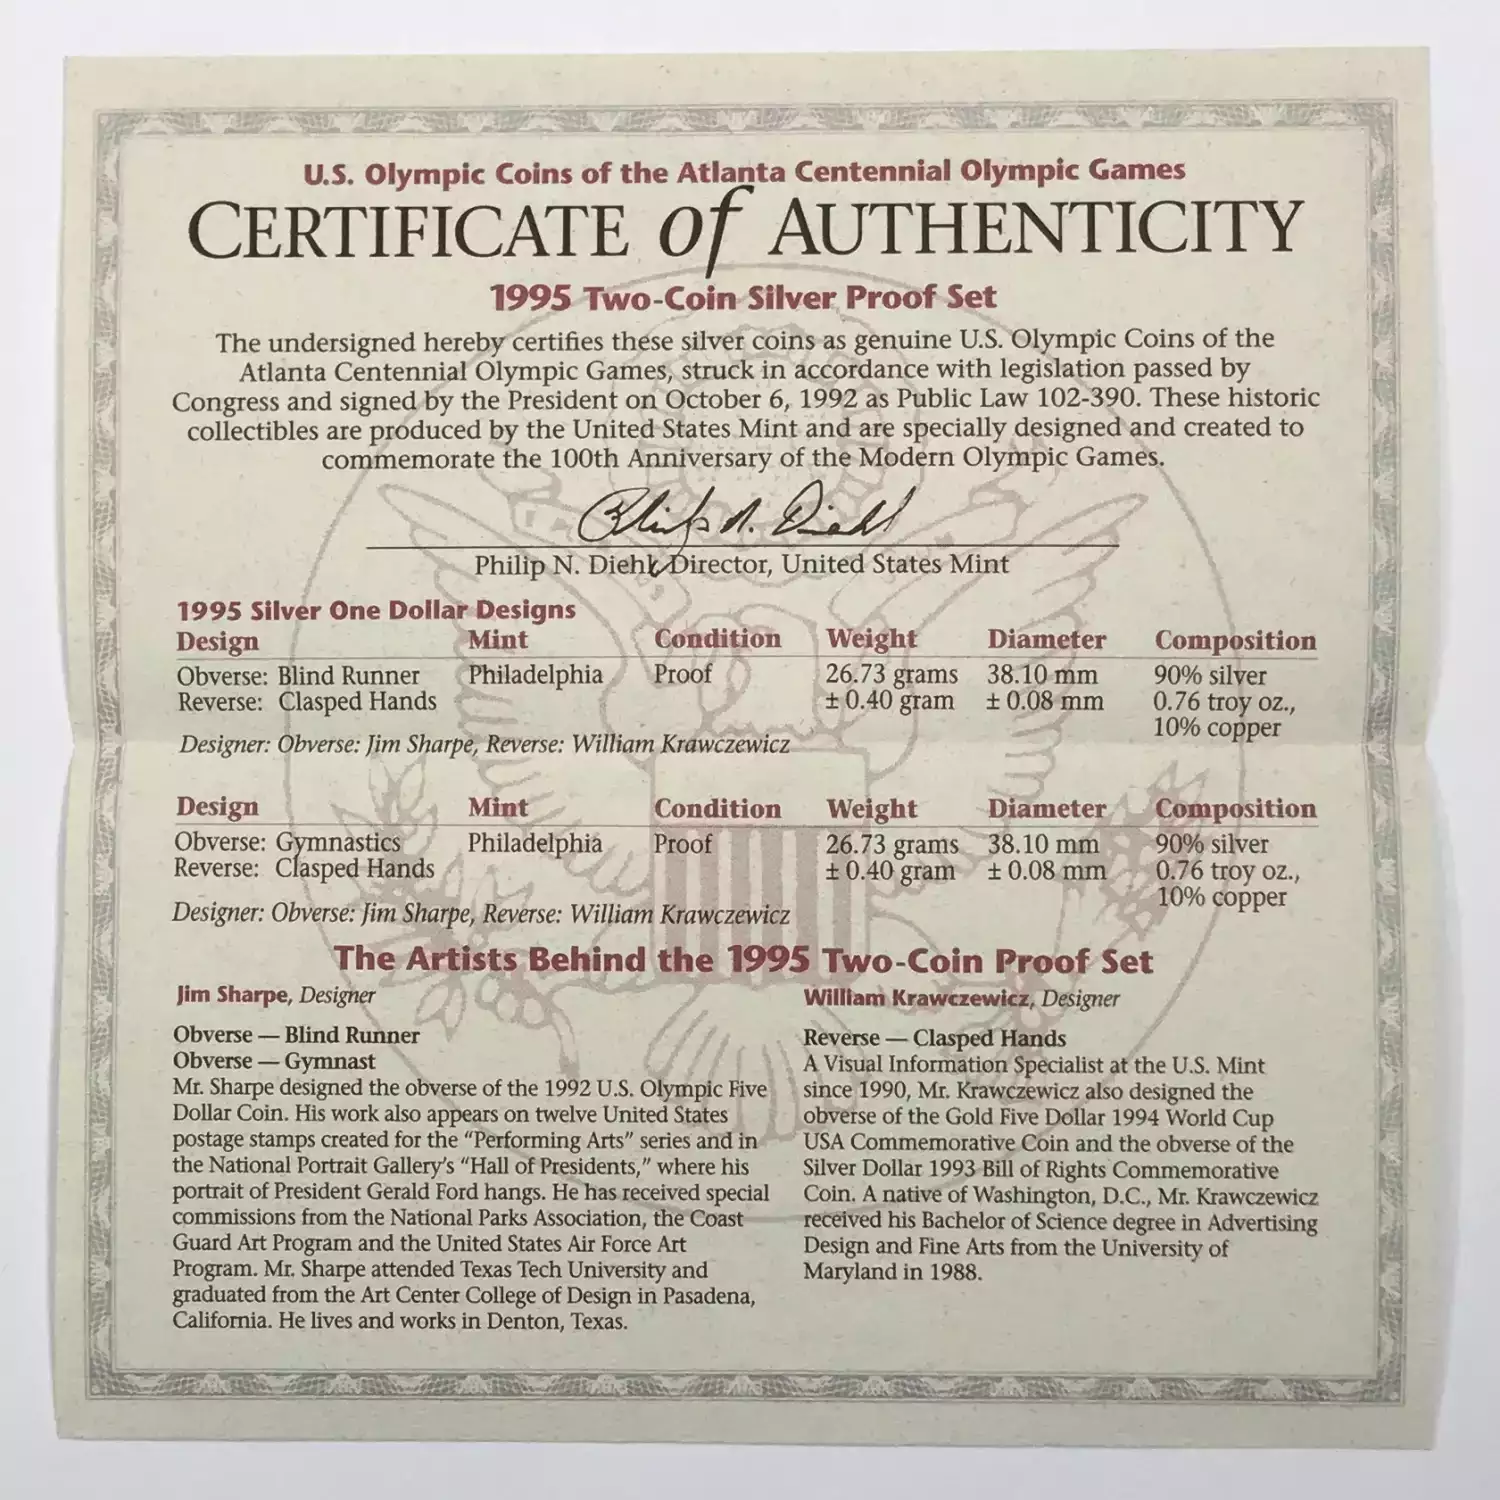 U.S. Olympic Coins of the Atlanta Centennial Olympic Games
CERTIFICATE of AUTHENTICITY
1995 Two-Coin Silver Proof Set
The undersigned hereby certifies these silver coins as genuine U.S. Olympic Coins of the
Atlanta Centennial Olympic Games, struck in accordance with legislation passed by
Congress and signed by the President on October 6, 1992 as Public Law 102-390. These historic
collectibles are produced by the United States Mint and are specially designed and created to
commemorate the 100th Anniversary of the Modern Olympic Games.
Philip N. Diehl
Philip N. Diehl, Director, United States Mint
1995 Silver One Dollar Designs
Design Mint Condition Weight Diameter Composition
Obverse: Blind Runner Philadelphia Proof 26.73 grams 38.10 mm 90% silver
Reverse: Clasped Hands ± 0.40 gram ± 0.08 mm 0.76 troy oz.,
10% copper
Designer: Obverse: Jim Sharpe, Reverse: William Krawczewicz
Design Mint Condition Weight Diameter Composition
Obverse: Gymnastics Philadelphia Proof 26.73 grams 38.10 mm 90% silver
Reverse: Clasped Hands ± 0.40 gram ± 0.08 mm 0.76 troy oz.,
10% copper
Designer: Obverse: Jim Sharpe, Reverse: William Krawczewicz
The Artists Behind the 1995 Two-Coin Proof Set
Jim Sharpe, Designer
Obverse — Blind Runner
Obverse — Gymnast
Mr. Sharpe designed the obverse of the 1992 U.S. Olympic Five
Dollar Coin. His work also appears on twelve United States
postage stamps created for the “Performing Arts” series and in
the National Portrait Gallery’s “Hall of Presidents,” where his
portrait of President Gerald Ford hangs. He has received special
commissions from the National Parks Association, the Coast
Guard Art Program and the United States Air Force Art
Program. Mr. Sharpe attended Texas Tech University and
graduated from the Art Center College of Design in Pasadena,
California. He lives and works in Denton, Texas.
William Krawczewicz, Designer
Reverse — Clasped Hands
A Visual Information Specialist at the U.S. Mint
since 1990, Mr. Krawczewicz also designed the
obverse of the Gold Five Dollar 1994 World Cup
USA Commemorative Coin and the obverse of the
Silver Dollar 1993 Bill of Rights Commemorative
Coin. A native of Washington, D.C., Mr. Krawczewicz
received his Bachelor of Science degree in Advertising
Design and Fine Arts from the University of
Maryland in 1988.